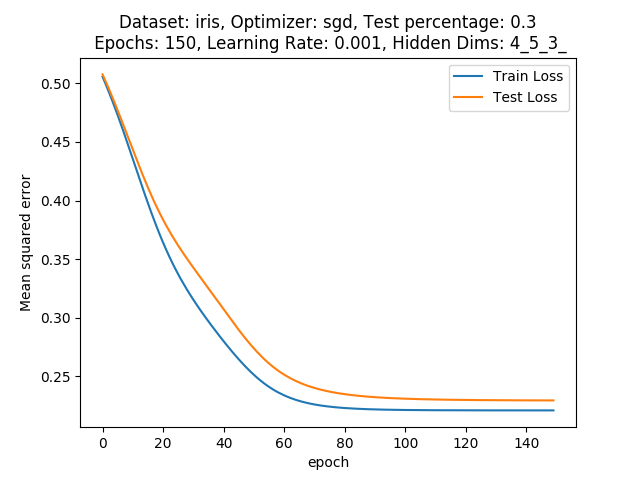 Dataset: iris, Optimizer: sgd, Test percentage: 0.3
Epochs: 150, Learning Rate: 0.001, Hidden Dims: 4_5_3_
Train Loss
Test Loss
0.50
0.45
0.40
0.35
0.30
0.25
Mean squared error
0 20 40 60 80 100 120 140
epoch